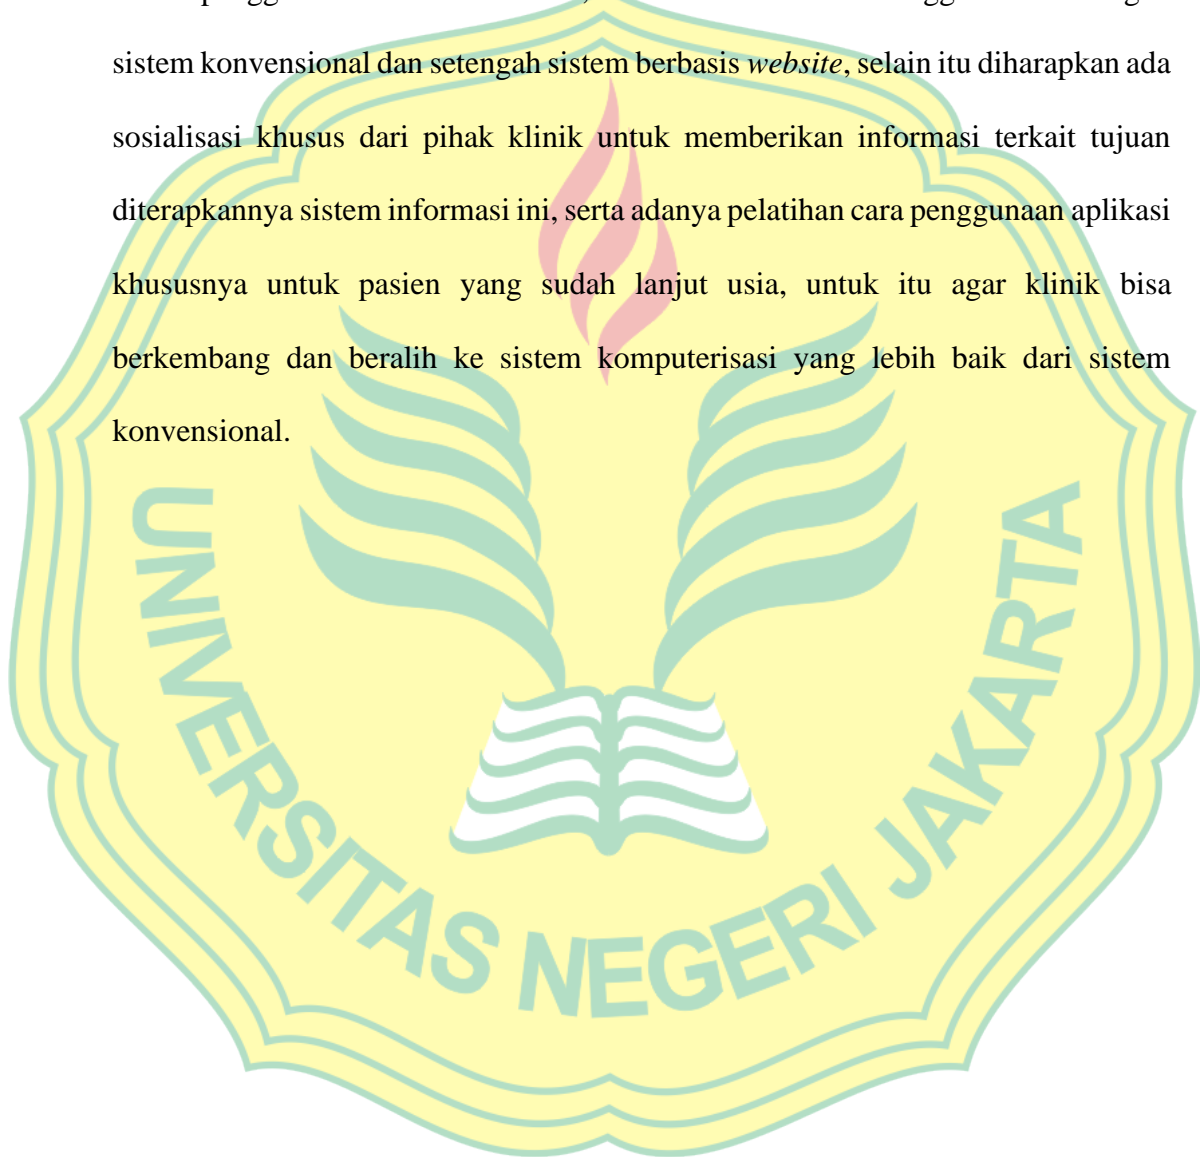 sistem konvensional dan setengah sistem berbasis website, selain itu diharapkan ada
sosialisasi khusus dari pihak klinik untuk memberikan informasi terkait tujuan
diterapkannya sistem informasi ini, serta adanya pelatihan cara penggunaan aplikasi
khususnya untuk pasien yang sudah lanjut usia, untuk itu agar klinik bisa
berkembang dan beralih ke sistem komputerisasi yang lebih baik dari sistem
konvensional.
UNIVERSITAS NEGERI JAKARTA